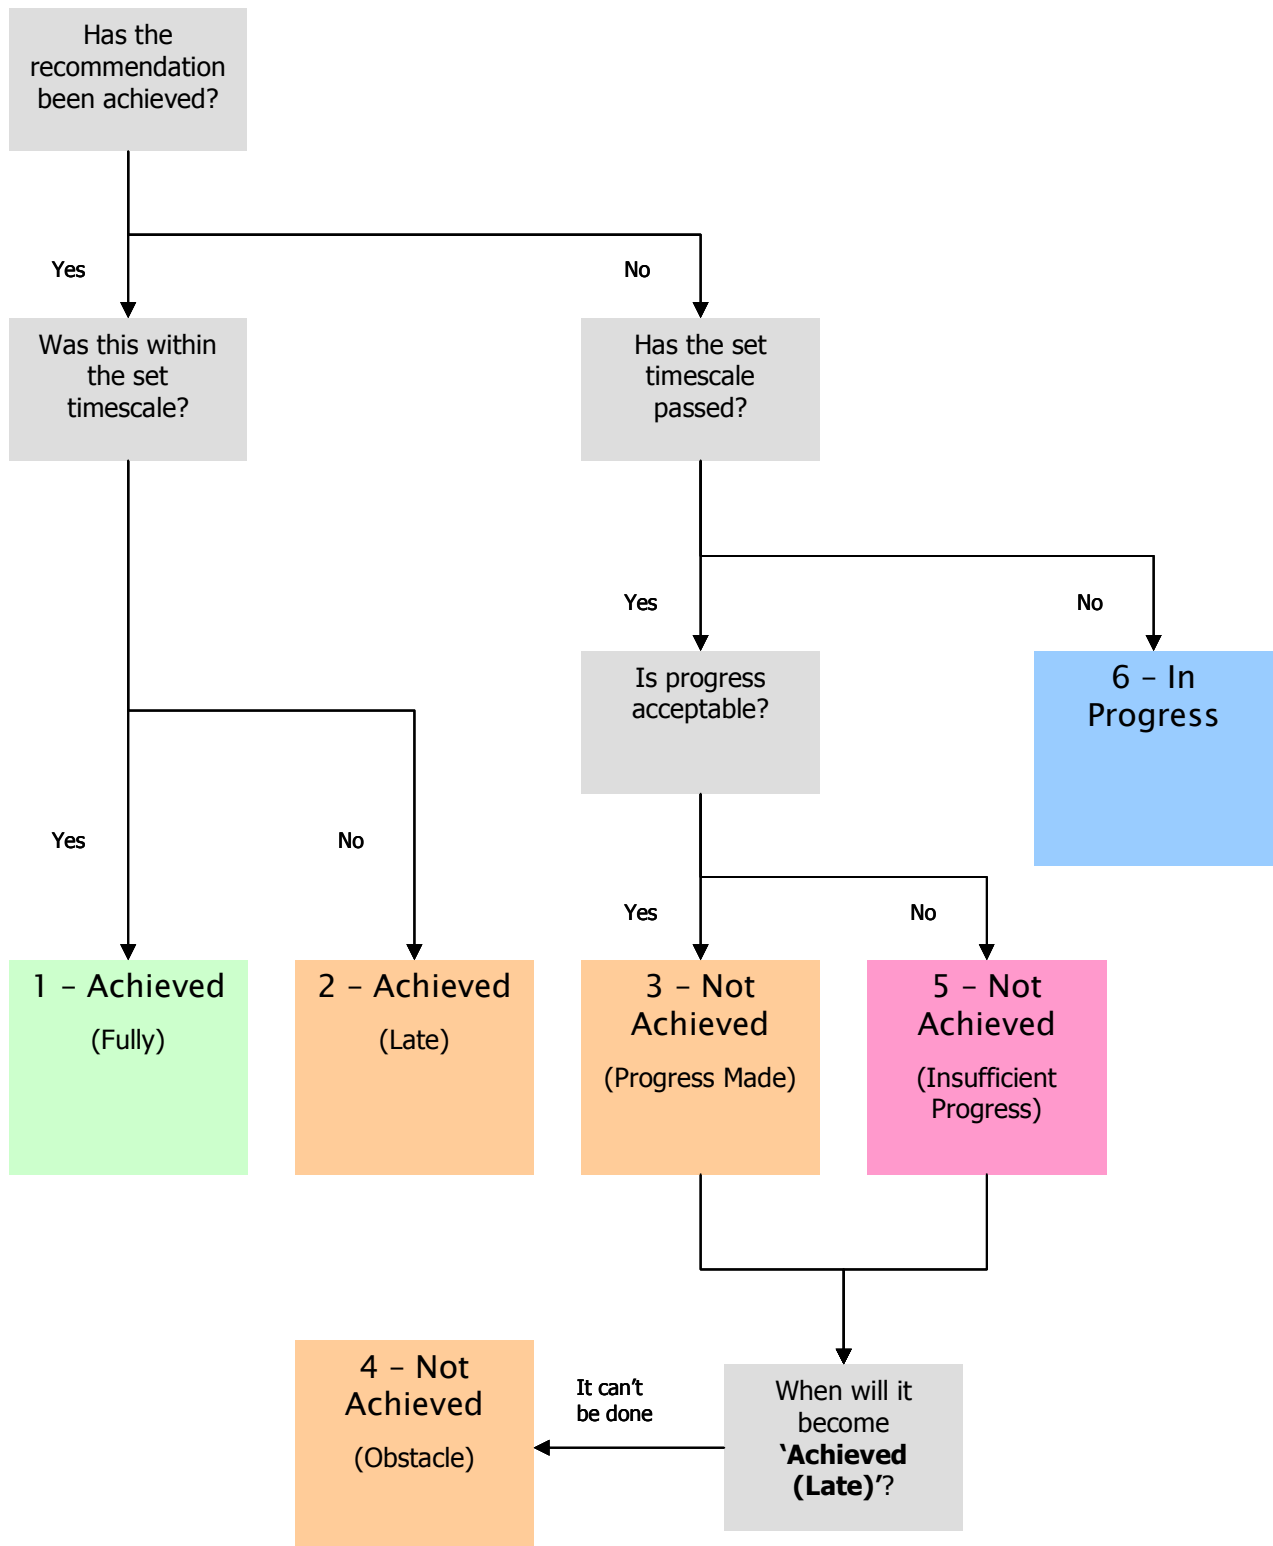 Has the
recommendation
been achieved?
Yes
No
Was this within
the set
timescale?
Has the set
timescale
passed?
Yes
No
Is progress
acceptable?
6 – In
Progress
Yes
No
Yes
No
1 – Achieved
(Fully)
2 – Achieved
(Late)
3 – Not
Achieved
(Progress Made)
5 – Not
Achieved
(Insufficient
Progress)
4 – Not
Achieved
(Obstacle)
It can’t
be done
When will it
become
‘Achieved
(Late)’?